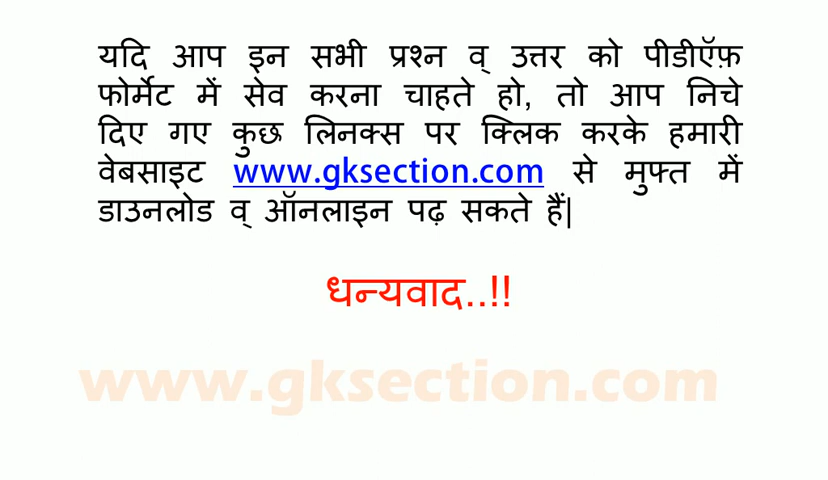 यदि आप इन सभी प्रश्न व् उत्तर को पीडीऍफ़
फोर्मेट में सेव करना चाहते हो, तो आप निचे
दिए गए कुछ लिनक्स पर क्लिक करके हमारी
वेबसाइट www.gksection.com से मुफ्त में
डाउनलोड व् ऑनलाइन पढ़ सकते हैं|
धन्यवाद..!!
www.gksection.com